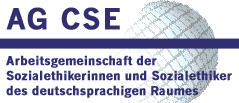 AG CSE
Arbeitsgemeinschaft der
Sozialethikerinnen und Sozialethiker
des deutschsprachigen Raumes